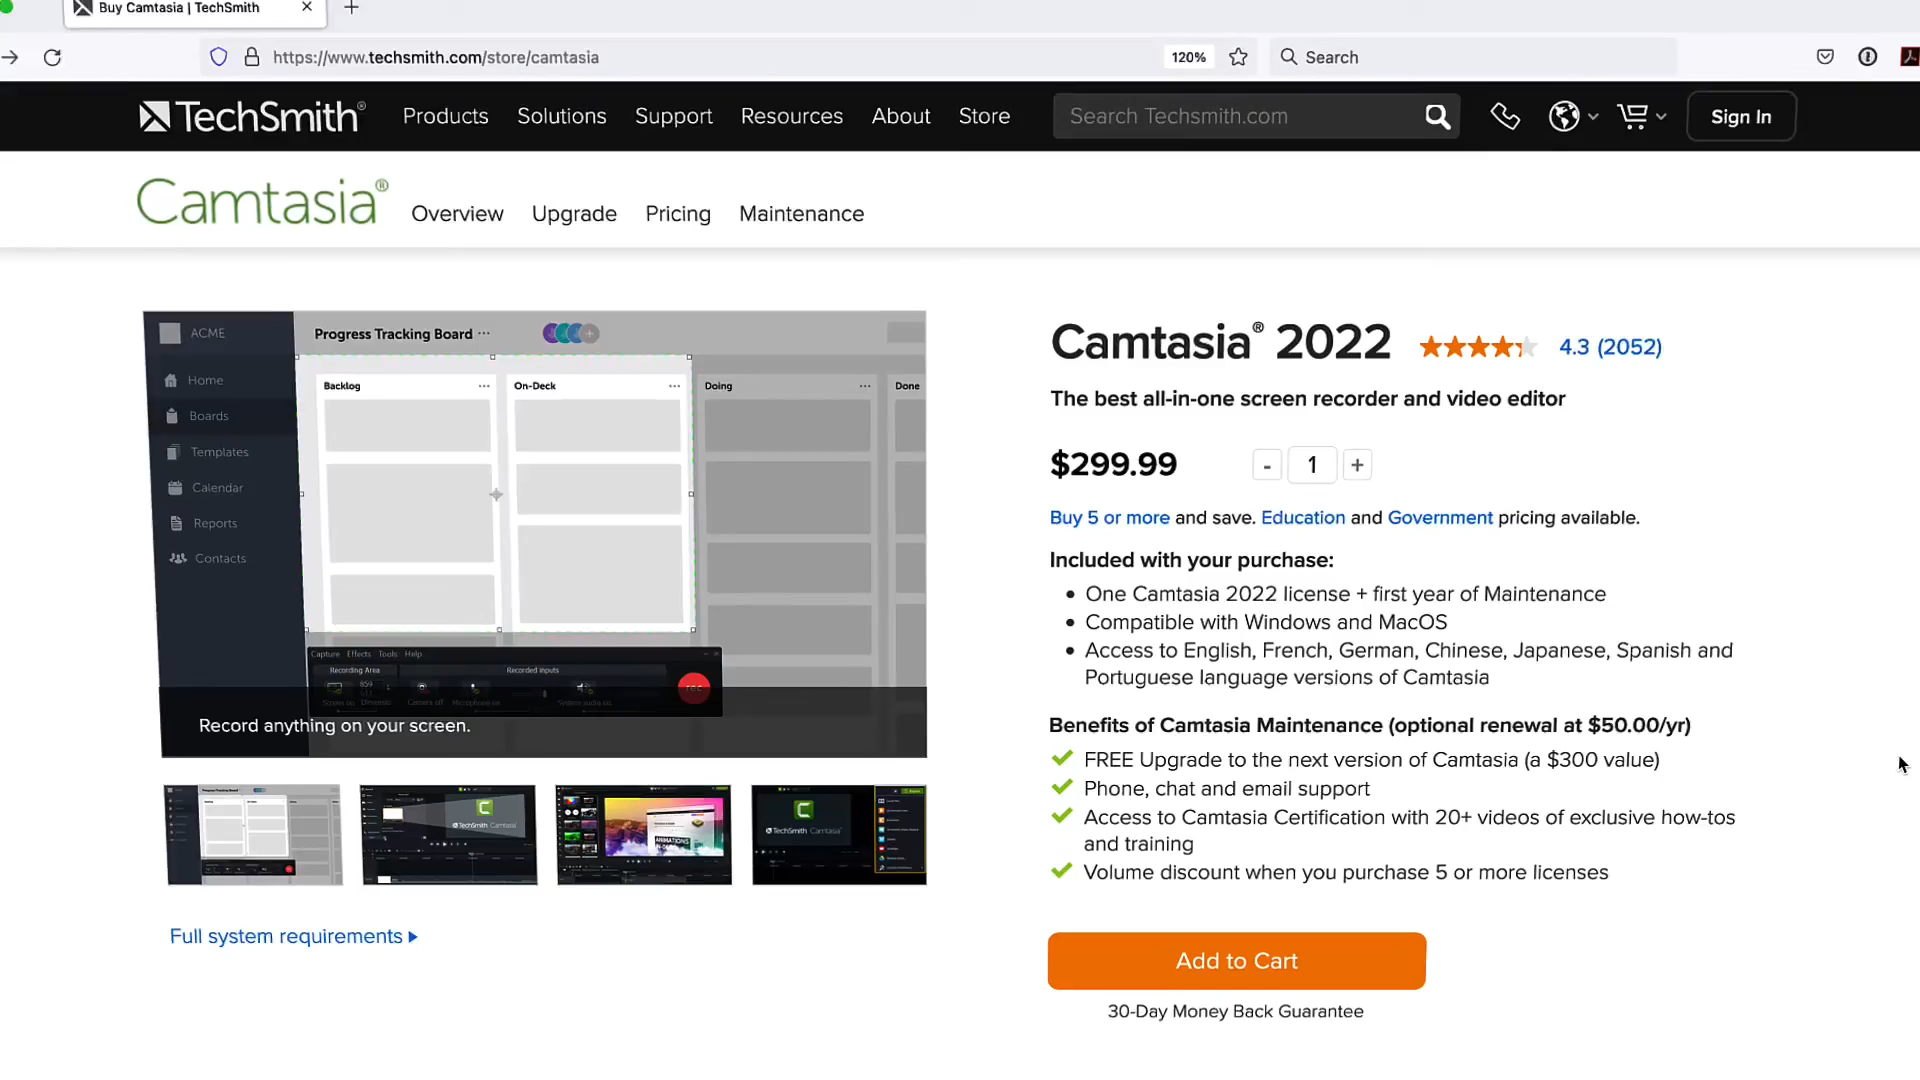 Buy Camtasia | TechSmith
https://www.techsmith.com/store/camtasia
120%
Search
TechSmith®
Products
Solutions
Support
Resources
About
Store
Search Techsmith.com
Sign In
Camtasia®
Overview
Upgrade
Pricing
Maintenance
ACME
Progress Tracking Board
Home
Boards
Templates
Calendar
Reports
Contacts
Backlog
On-Deck
Doing
Done
Capture Effects Tools Help
Recording Area
Recorded Inputs
859
rec
Record anything on your screen.
Full system requirements
Camtasia® 2022
4.3 (2052)
The best all-in-one screen recorder and video editor
$299.99
- 1 +
Buy 5 or more and save. Education and Government pricing available.
Included with your purchase:
• One Camtasia 2022 license + first year of Maintenance
• Compatible with Windows and MacOS
• Access to English, French, German, Chinese, Japanese, Spanish and
Portuguese language versions of Camtasia
Benefits of Camtasia Maintenance (optional renewal at $50.00/yr)
FREE Upgrade to the next version of Camtasia (a $300 value)
Phone, chat and email support
Access to Camtasia Certification with 20+ videos of exclusive how-tos
and training
Volume discount when you purchase 5 or more licenses
Add to Cart
30-Day Money Back Guarantee